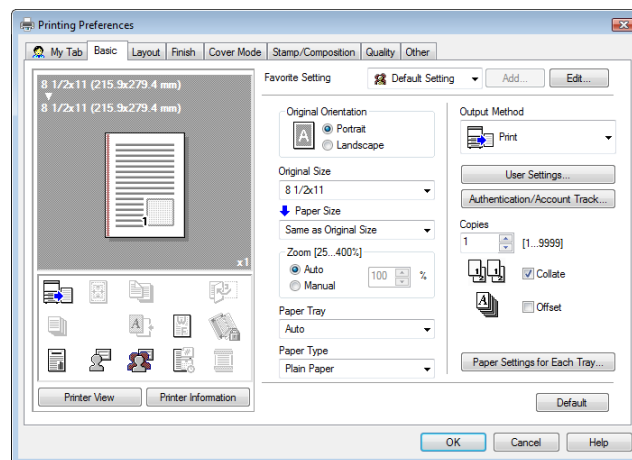 Printing Preferences
My Tab Basic Layout Finish Cover Mode Stamp/Composition Quality Other
8 1/2x11 (215.9x279.4 mm)
8 1/2x11 (215.9x279.4 mm)
1
x1
Printer View Printer Information
Favorite Setting Default Setting Add... Edit...
Original Orientation
A
Portrait
Landscape
Original Size
8 1/2x11
Paper Size
Same as Original Size
Zoom [25...400%]
Auto
Manual
100 %
Paper Tray
Auto
Paper Type
Plain Paper
Output Method
Print
User Settings...
Authentication/Account Track...
Copies
1 [1...9999]
Collate
Offset
Paper Settings for Each Tray...
Default
OK Cancel Help